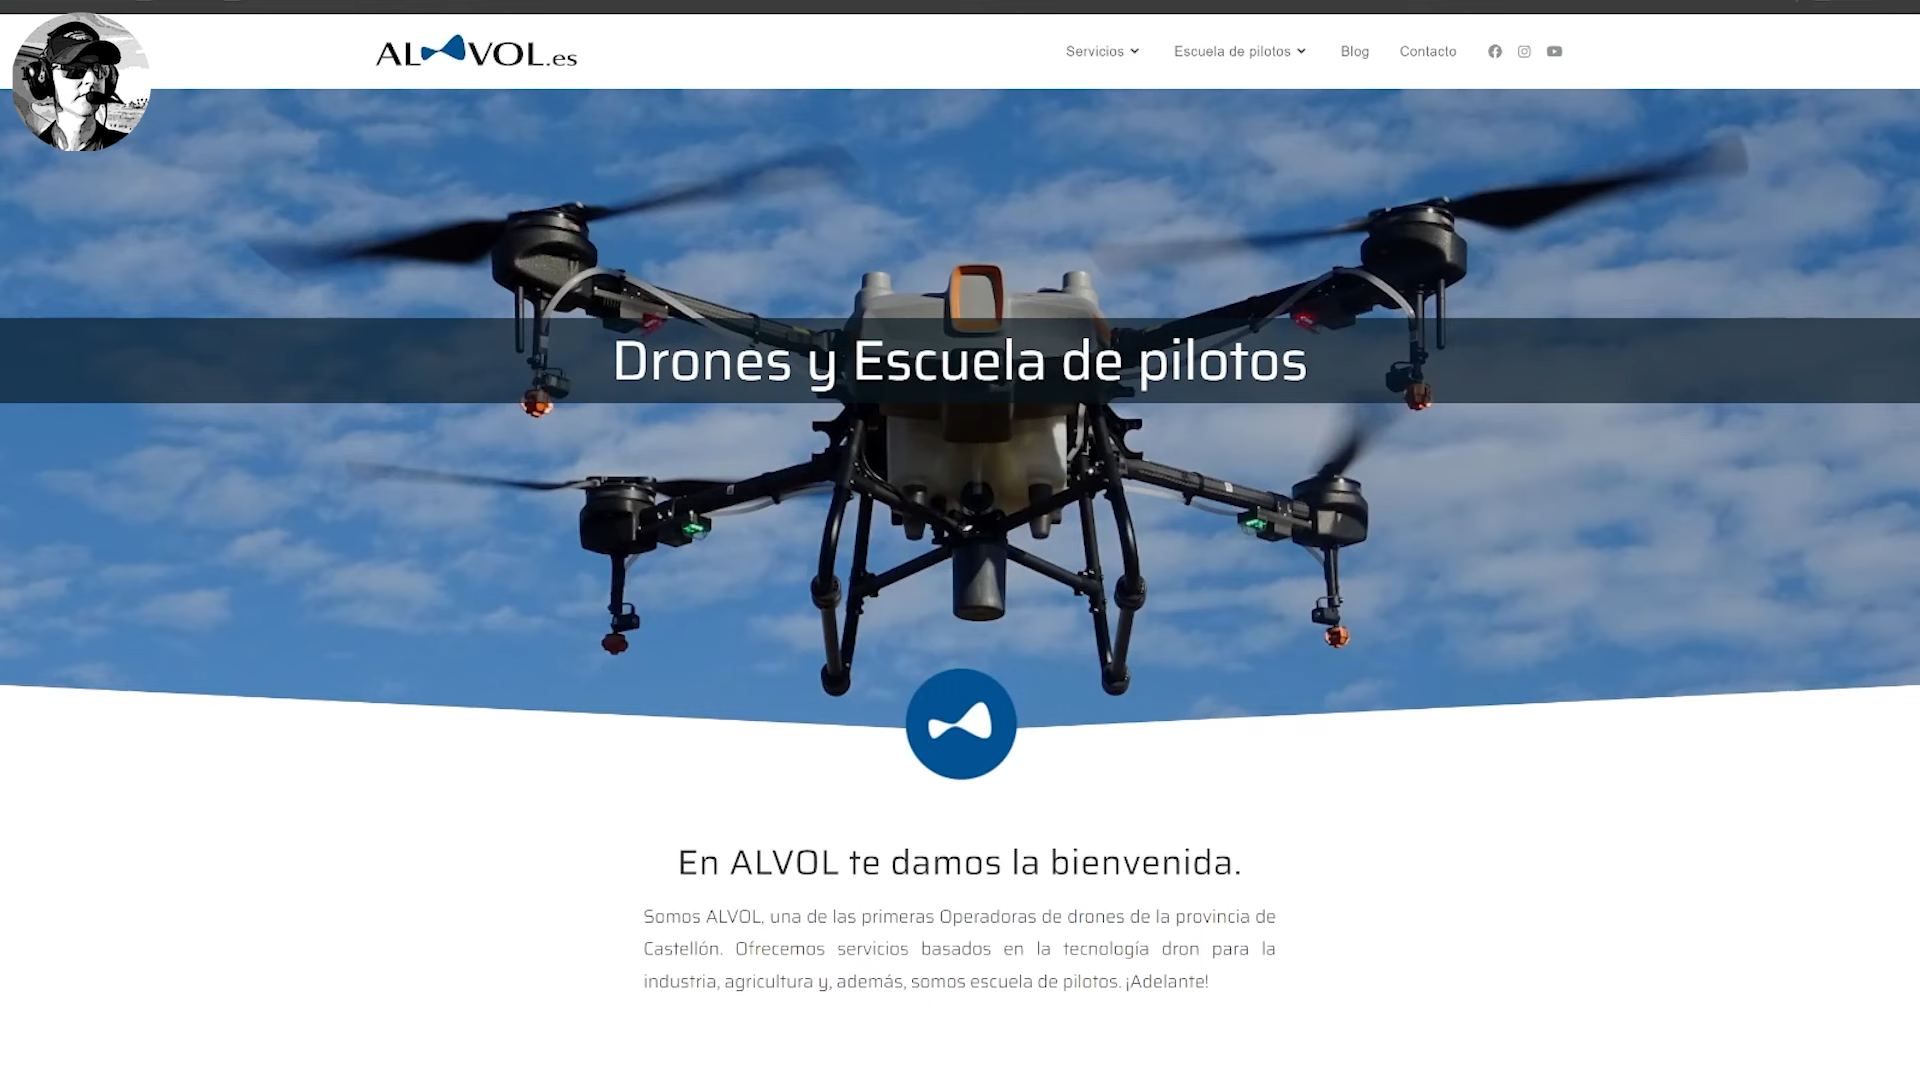 ALVOL.es
Servicios
Escuela de pilotos
Blog
Contacto
Drones y Escuela de pilotos
En ALVOL te damos la bienvenida.
Somos ALVOL, una de las primeras Operadoras de drones de la provincia de
Castellón. Ofrecemos servicios basados en la tecnología dron para la
industria, agricultura y, además, somos escuela de pilotos. ¡Adelante!